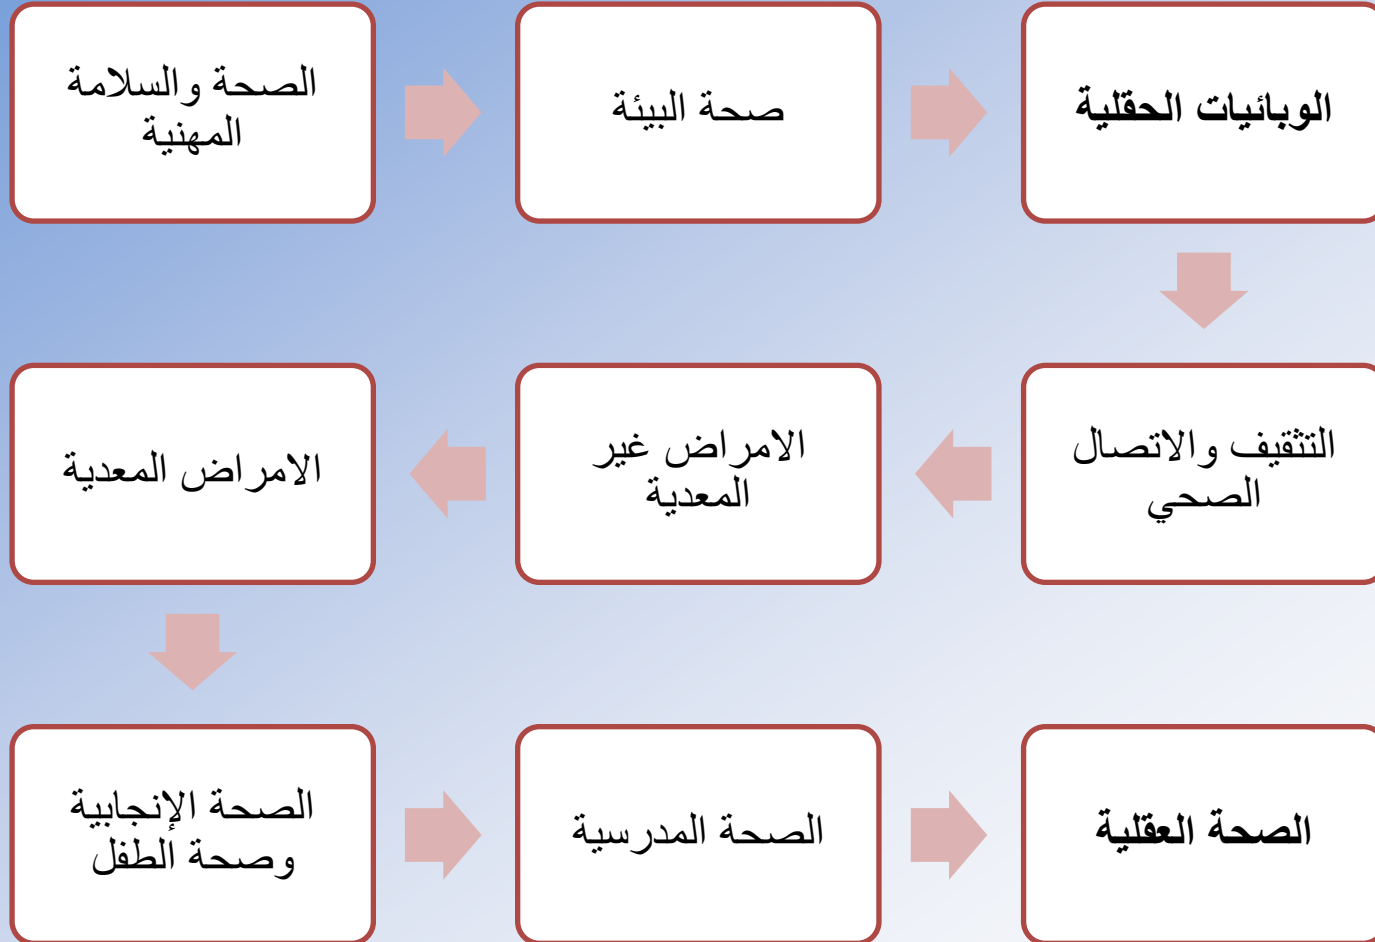 الصحة والسلامة
المهنية
صحة البيئة
الوبائيات الحقلية
التثقيف والاتصال
الصحي
الامراض غير
المعدية
الامراض المعدية
الصحة الإنجابية
وصحة الطفل
الصحة المدرسية
الصحة العقلية